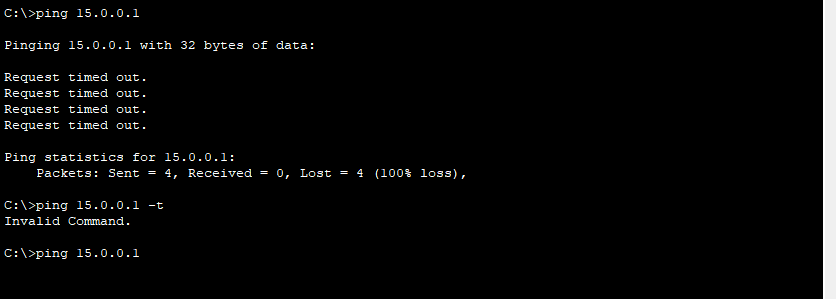 C:\>ping 15.0.0.1
Pinging 15.0.0.1 with 32 bytes of data:
Request timed out.
Request timed out.
Request timed out.
Request timed out.
Ping statistics for 15.0.0.1:
    Packets: Sent = 4, Received = 0, Lost = 4 (100% loss),
C:\>ping 15.0.0.1 -t
Invalid Command.
C:\>ping 15.0.0.1